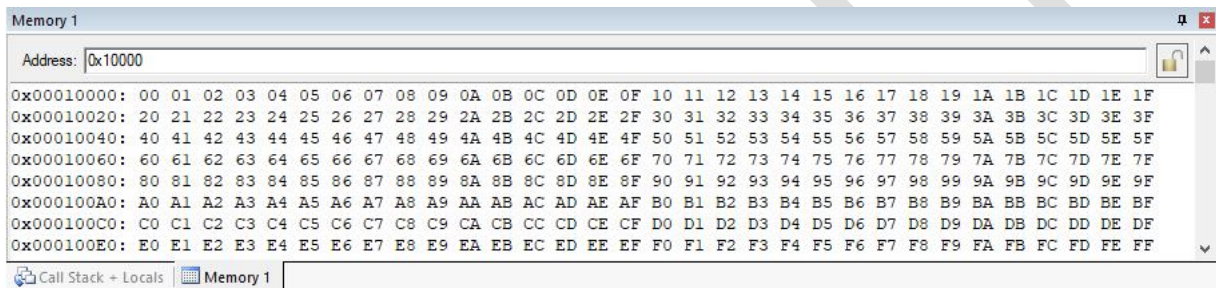 Memory 1
Address: 0x10000
0x00010000: 00 01 02 03 04 05 06 07 08 09 0A 0B 0C 0D 0E 0F 10 11 12 13 14 15 16 17 18 19 1A 1B 1C 1D 1E 1F
0x00010020: 20 21 22 23 24 25 26 27 28 29 2A 2B 2C 2D 2E 2F 30 31 32 33 34 35 36 37 38 39 3A 3B 3C 3D 3E 3F
0x00010040: 40 41 42 43 44 45 46 47 48 49 4A 4B 4C 4D 4E 4F 50 51 52 53 54 55 56 57 58 59 5A 5B 5C 5D 5E 5F
0x00010060: 60 61 62 63 64 65 66 67 68 69 6A 6B 6C 6D 6E 6F 70 71 72 73 74 75 76 77 78 79 7A 7B 7C 7D 7E 7F
0x00010080: 80 81 82 83 84 85 86 87 88 89 8A 8B 8C 8D 8E 8F 90 91 92 93 94 95 96 97 98 99 9A 9B 9C 9D 9E 9F
0x000100A0: A0 A1 A2 A3 A4 A5 A6 A7 A8 A9 AA AB AC AD AE AF B0 B1 B2 B3 B4 B5 B6 B7 B8 B9 BA BB BC BD BE BF
0x000100C0: C0 C1 C2 C3 C4 C5 C6 C7 C8 C9 CA CB CC CD CE CF D0 D1 D2 D3 D4 D5 D6 D7 D8 D9 DA DB DC DD DE DF
0x000100E0: E0 E1 E2 E3 E4 E5 E6 E7 E8 E9 EA EB EC ED EE EF F0 F1 F2 F3 F4 F5 F6 F7 F8 F9 FA FB FC FD FE FF
Call Stack + Locals Memory 1